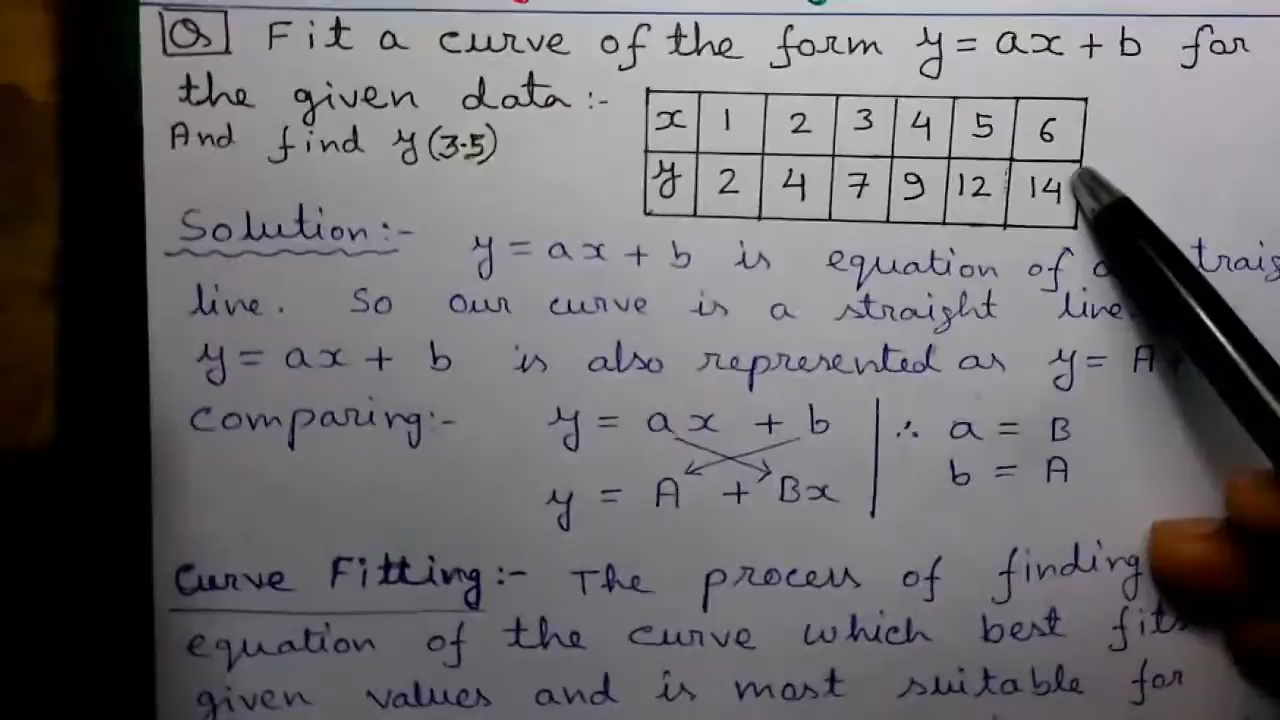 Q Fit a curve of the form y = ax + b for
the given data :-
And find y(3.5)
x 1 2 3 4 5 6
y 2 4 7 9 12 14
Solution :- y = ax + b is equation of
line. So our curve is a straight line
y = ax + b is also represented as y = A
Comparing :- y = ax + b ∴ a = B
y = A + Bx b = A
Curve Fitting :- The process of finding
equation of the curve which best fits
given values and is most suitable for